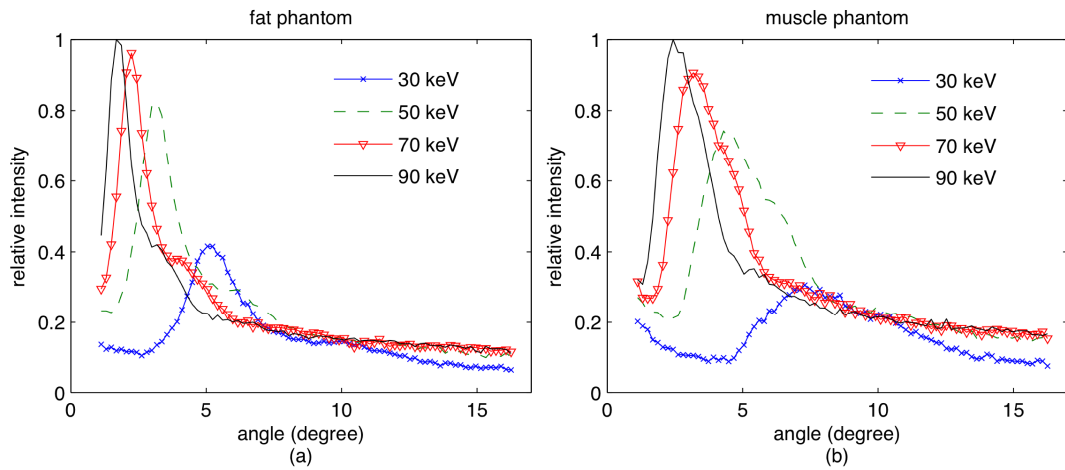 fat phantom
1
0.8
0.6
0.4
0.2
0
relative intensity
30 keV
50 keV
70 keV
90 keV
0 5 10 15
angle (degree)
(a)
muscle phantom
1
0.8
0.6
0.4
0.2
0
relative intensity
30 keV
50 keV
70 keV
90 keV
0 5 10 15
angle (degree)
(b)